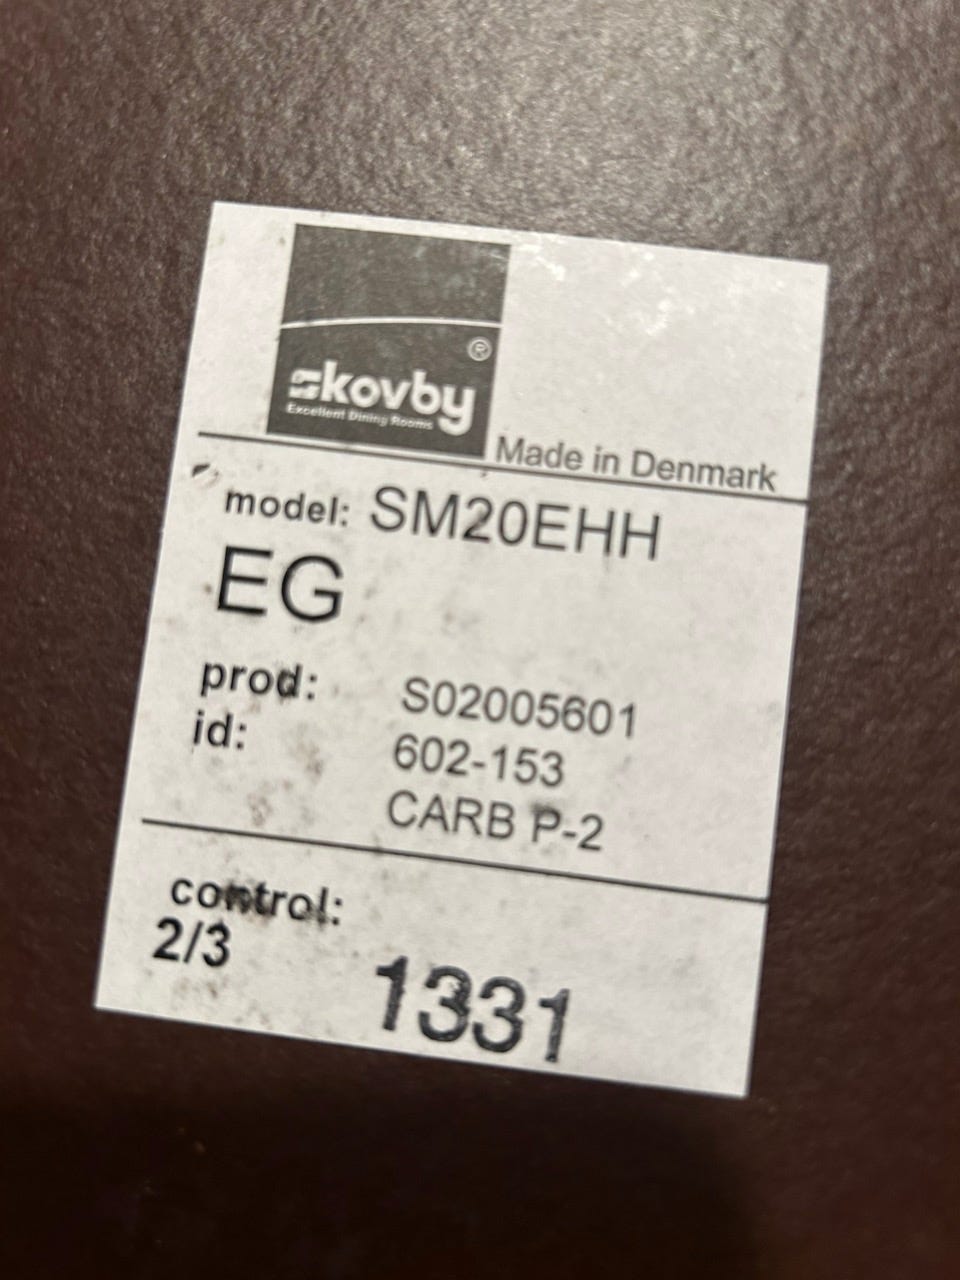 skovby®
Excellent Dining Rooms
Made in Denmark
model: SM20EHH
EG
prod: S02005601
id: 602-153
CARB P-2
control:
2/3
1331